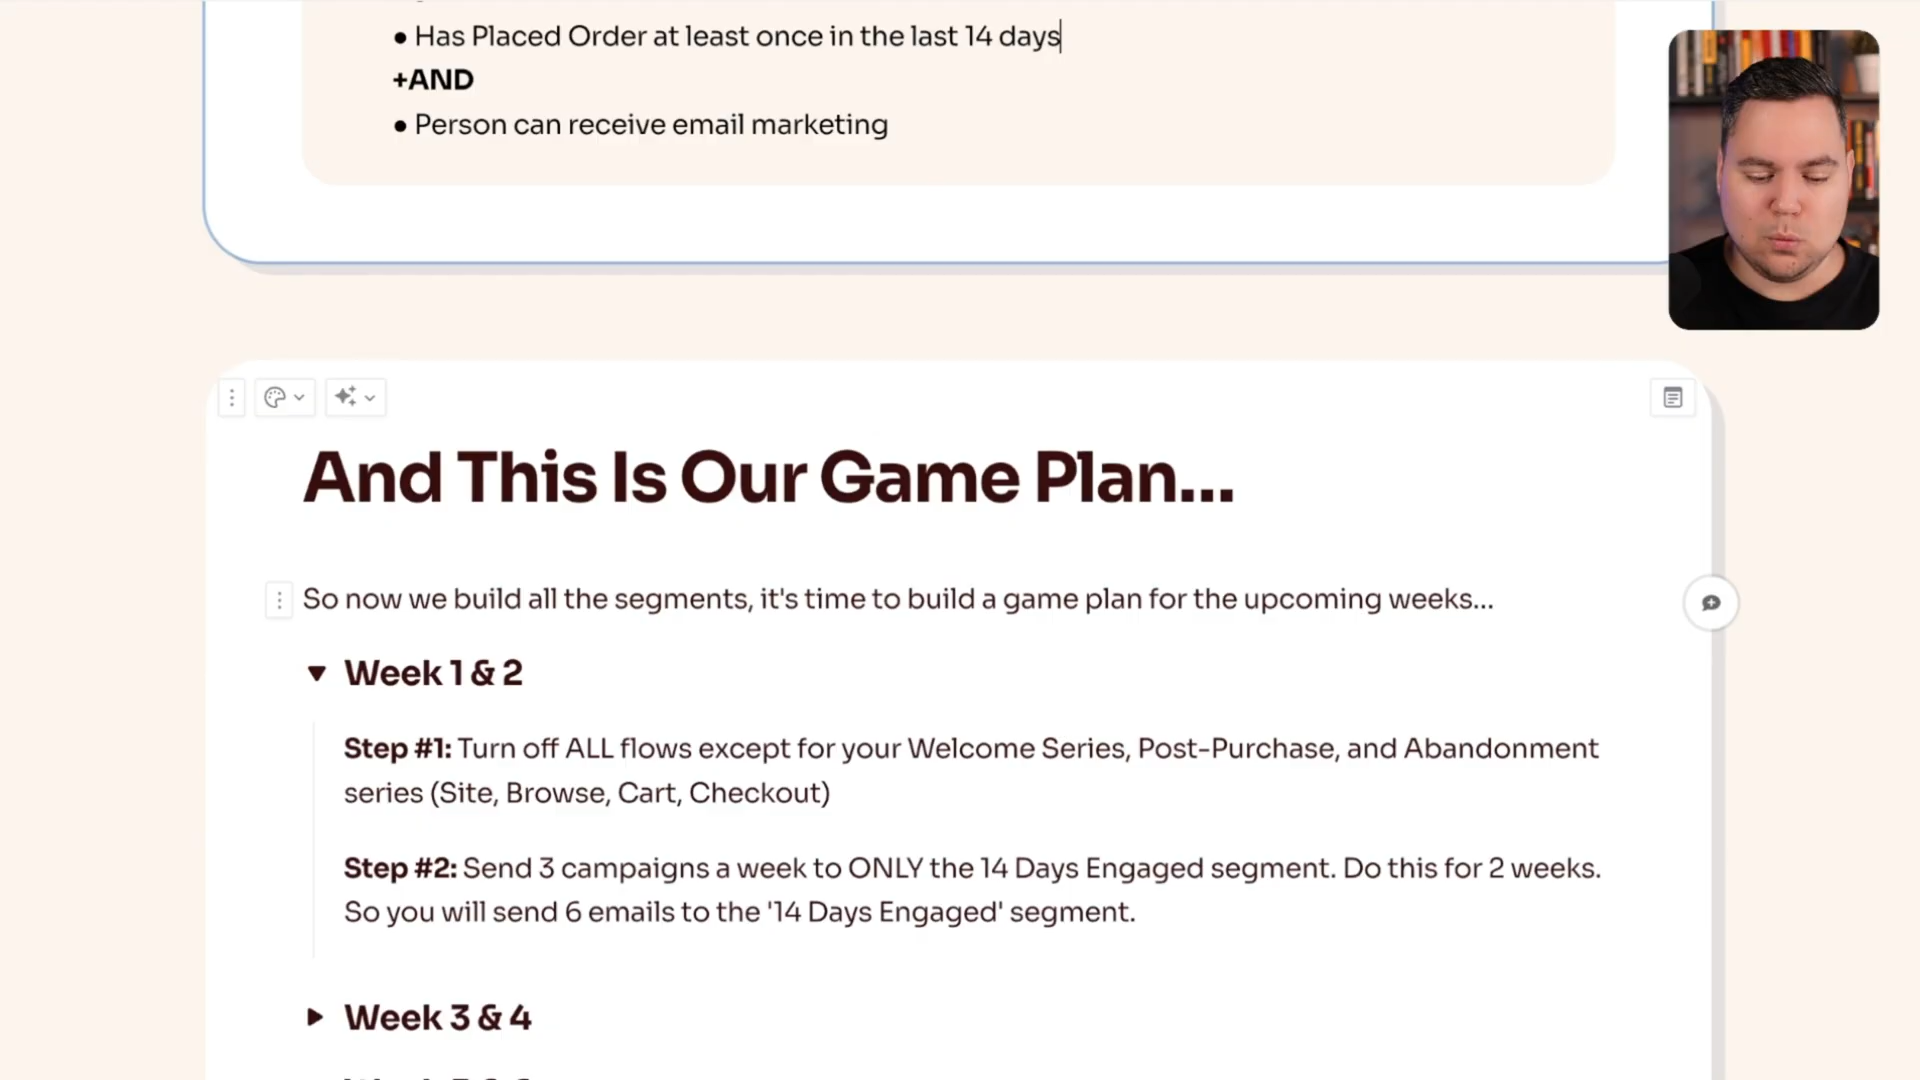 ● Has Placed Order at least once in the last 14 days
+AND
● Person can receive email marketing
And This Is Our Game Plan...
So now we build all the segments, it's time to build a game plan for the upcoming weeks...
Week 1 & 2
Step #1: Turn off ALL flows except for your Welcome Series, Post-Purchase, and Abandonment
series (Site, Browse, Cart, Checkout)
Step #2: Send 3 campaigns a week to ONLY the 14 Days Engaged segment. Do this for 2 weeks.
So you will send 6 emails to the '14 Days Engaged' segment.
Week 3 & 4